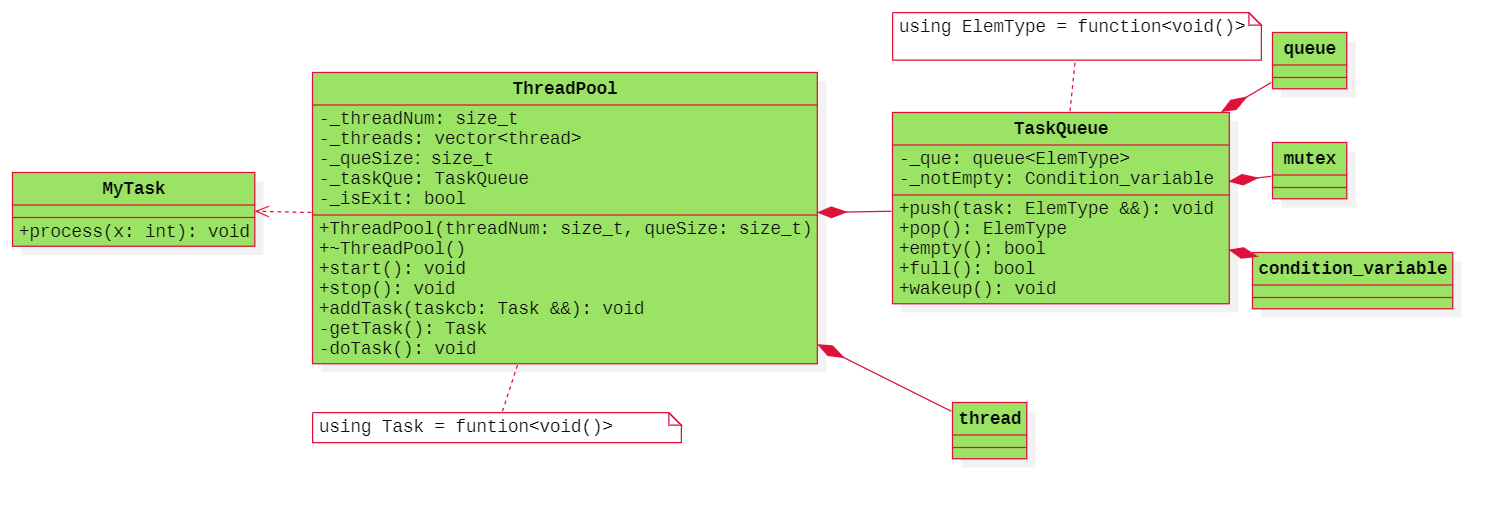 MyTask
+process(x: int): void
ThreadPool
-_threadNum: size_t
-_threads: vector<thread>
-_queSize: size_t
-_taskQue: TaskQueue
-_isExit: bool
+ThreadPool(threadNum: size_t, queSize: size_t)
+~ThreadPool()
+start(): void
+stop(): void
+addTask(taskcb: Task &&): void
-getTask(): Task
-doTask(): void
using Task = funtion<void()>
using ElemType = function<void()>
TaskQueue
-_que: queue<ElemType>
-_notEmpty: Condition_variable
+push(task: ElemType &&): void
+pop(): ElemType
+empty(): bool
+full(): bool
+wakeup(): void
queue
mutex
condition_variable
thread